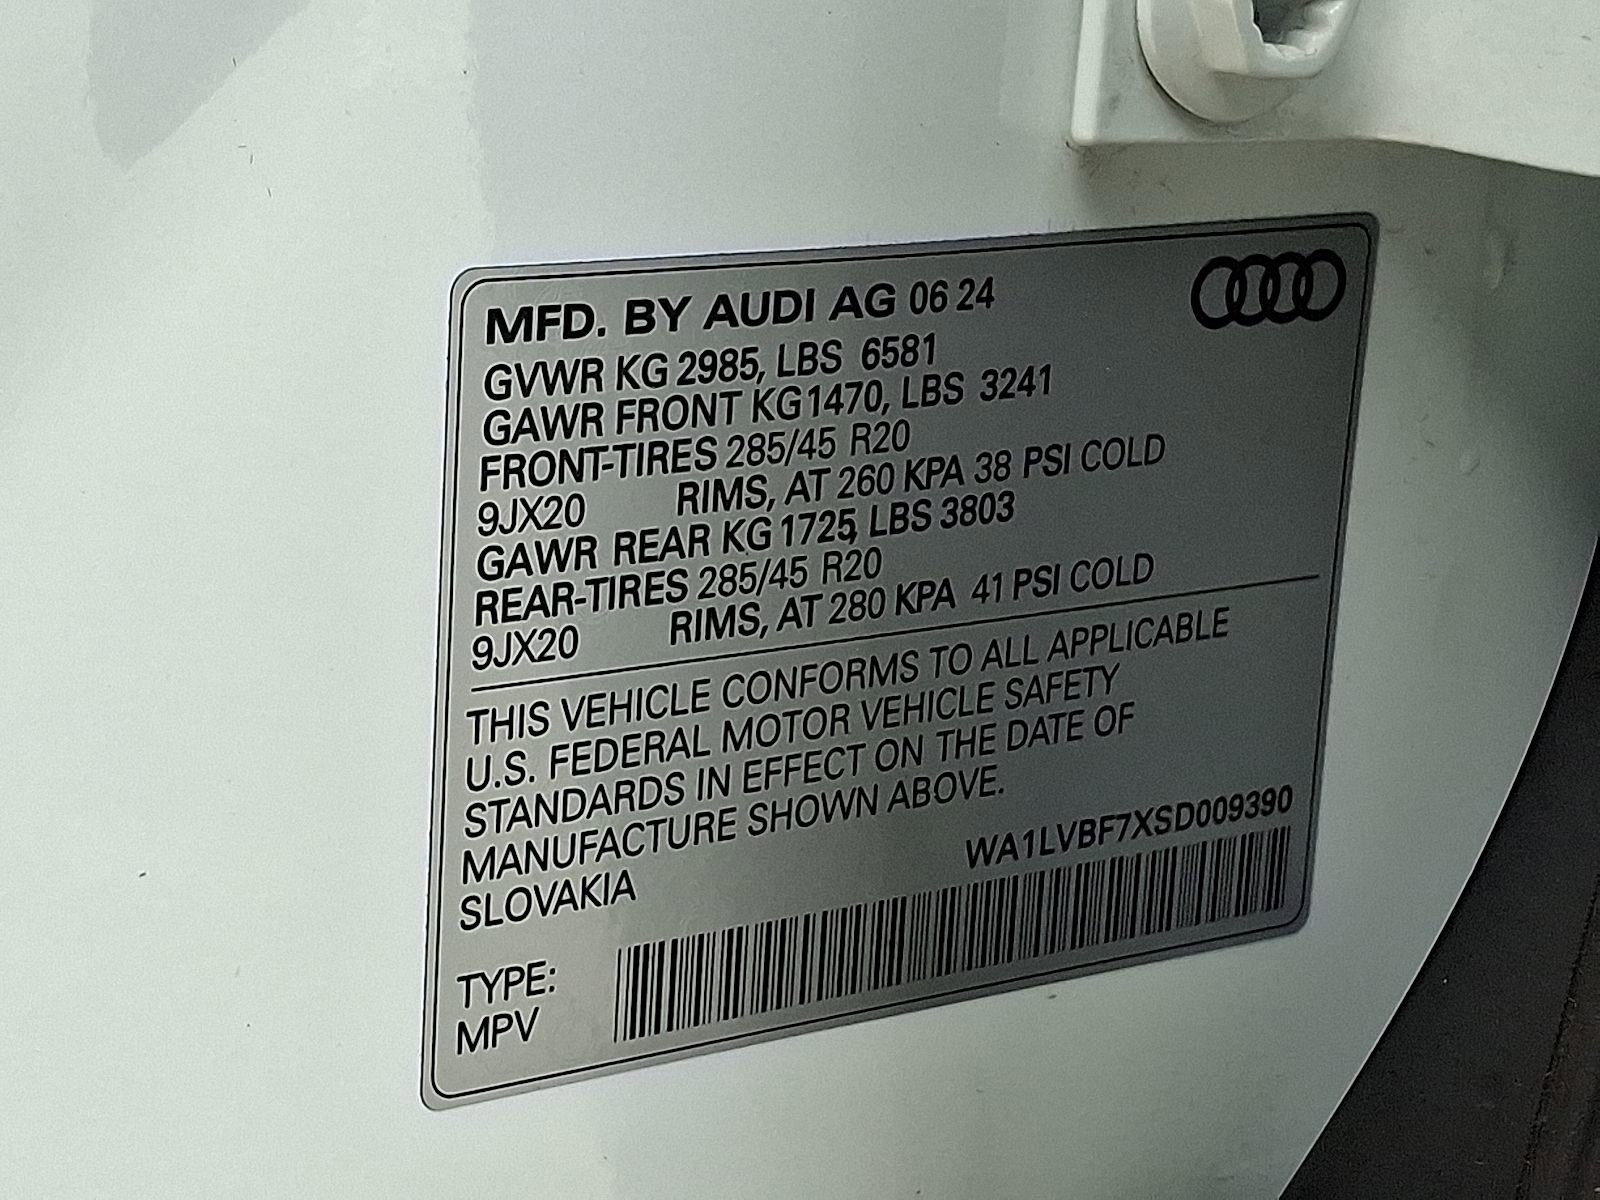 MFD. BY AUDI AG 06 24
GVWR KG 2985, LBS 6581
GAWR FRONT KG 1470, LBS 3241
FRONT-TIRES 285/45 R20
9JX20 RIMS, AT 260 KPA 38 PSI COLD
GAWR REAR KG 1725, LBS 3803
REAR-TIRES 285/45 R20
9JX20 RIMS, AT 280 KPA 41 PSI COLD
THIS VEHICLE CONFORMS TO ALL APPLICABLE
U.S. FEDERAL MOTOR VEHICLE SAFETY
STANDARDS IN EFFECT ON THE DATE OF
MANUFACTURE SHOWN ABOVE.
WA1LVBF7XSD009390
SLOVAKIA
TYPE:
MPV